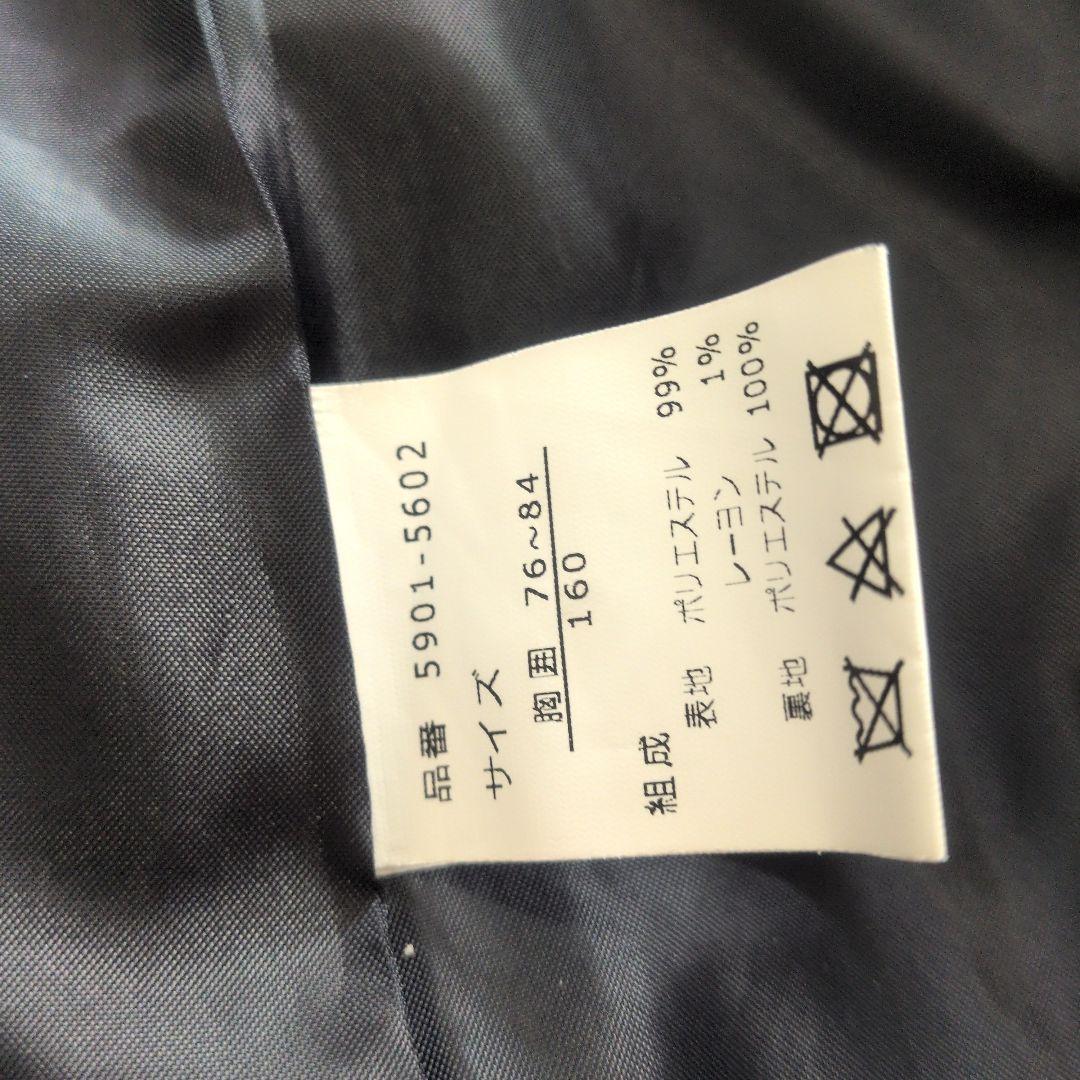 品番 5901-5602
サイズ
胸囲 76~84
160
組成
表地 ポリエステル 99%
レーヨン 1%
裏地 ポリエステル 100%